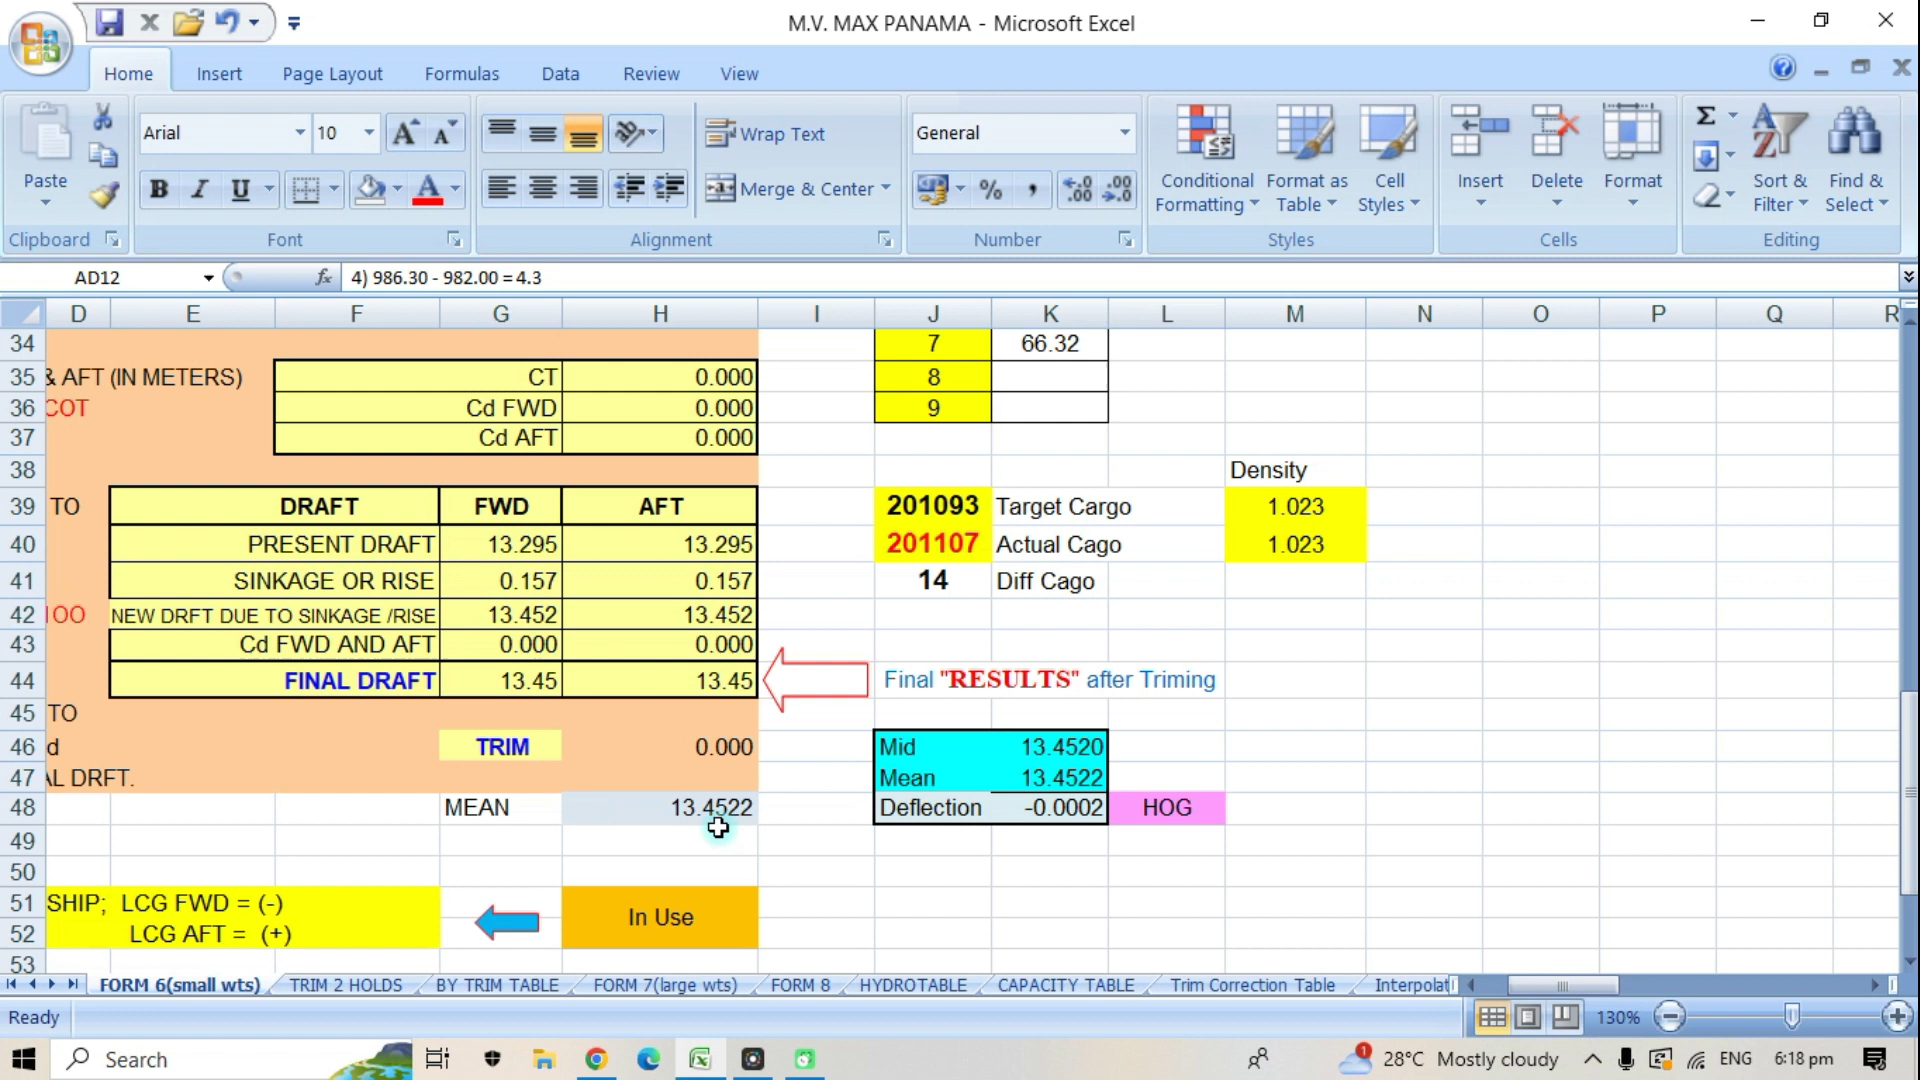 M.V. MAX PANAMA - Microsoft Excel
Home Insert Page Layout Formulas Data Review View
Paste
Arial 10
Wrap Text
General
B I U
Merge & Center
% , .0 .00 .00 .0
Conditional Formatting
Format as Table
Cell Styles
Insert
Delete
Format
Σ
Sort & Filter
Find & Select
Clipboard Font Alignment Number Styles Cells Editing
AD12 fx 4) 986.30 - 982.00 = 4.3
D E F G H I J K L M N O P Q R
34 7 66.32
35 & AFT (IN METERS) CT 0.000 8
36 COT Cd FWD 0.000 9
37 Cd AFT 0.000
38 Density
39 TO DRAFT FWD AFT 201093 Target Cargo 1.023
40 PRESENT DRAFT 13.295 13.295 201107 Actual Cago 1.023
41 SINKAGE OR RISE 0.157 0.157 14 Diff Cago
42 IOO NEW DRFT DUE TO SINKAGE /RISE 13.452 13.452
43 Cd FWD AND AFT 0.000 0.000
44 FINAL DRAFT 13.45 13.45 Final "RESULTS" after Triming
45 TO
46 d TRIM 0.000 Mid 13.4520
47 AL DRFT. Mean 13.4522
48 MEAN 13.4522 Deflection -0.0002 HOG
49
50
51 SHIP; LCG FWD = (-) In Use
52 LCG AFT = (+)
53
FORM 6(small wts) TRIM 2 HOLDS BY TRIM TABLE FORM 7(large wts) FORM 8 HYDROTABLE CAPACITY TABLE Trim Correction Table Interpolat
Ready 130%
Search 1 28°C Mostly cloudy ENG 6:18 pm